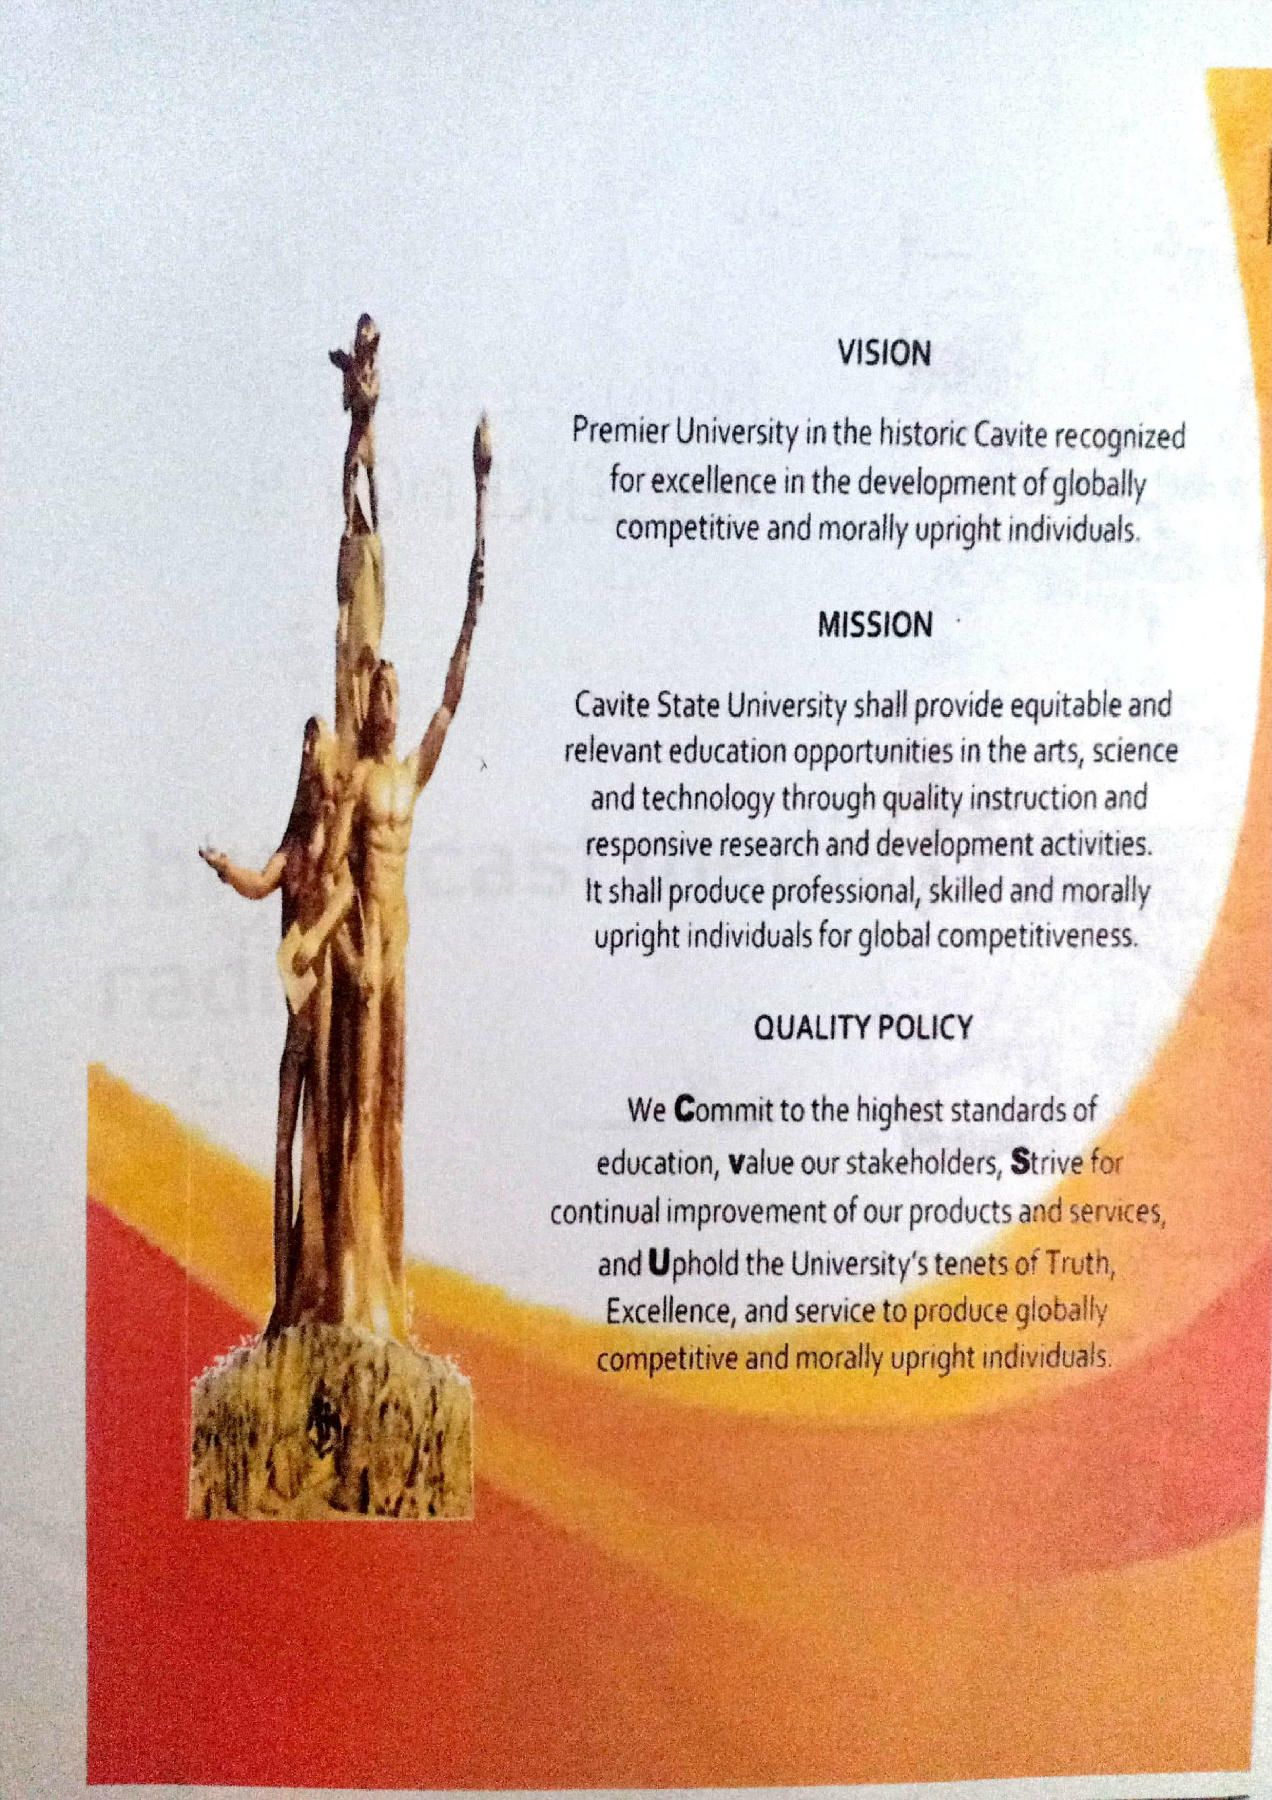 VISION
Premier University in the historic Cavite recognized
for excellence in the development of globally
competitive and morally upright individuals.
MISSION
Cavite State University shall provide equitable and
relevant education opportunities in the arts, science
and technology through quality instruction and
responsive research and development activities.
It shall produce professional, skilled and morally
upright individuals for global competitiveness.
QUALITY POLICY
We Commit to the highest standards of
education, value our stakeholders, Strive for
continual improvement of our products and services,
and Uphold the University's tenets of Truth,
Excellence, and service to produce globally
competitive and morally upright individuals.